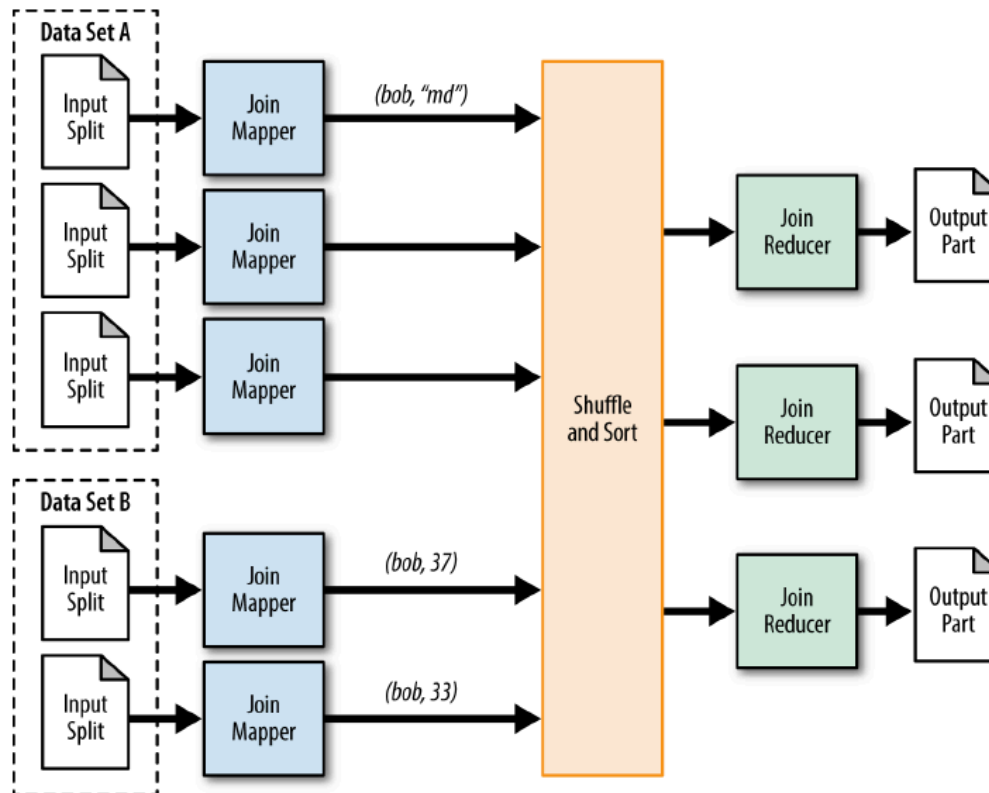 Data Set A
Input
Split
Join
Mapper
(bob, “md”)
Input
Split
Join
Mapper
Input
Split
Join
Mapper
Data Set B
Input
Split
Join
Mapper
(bob, 37)
Input
Split
Join
Mapper
(bob, 33)
Shuffle
and Sort
Join
Reducer
Output
Part
Join
Reducer
Output
Part
Join
Reducer
Output
Part